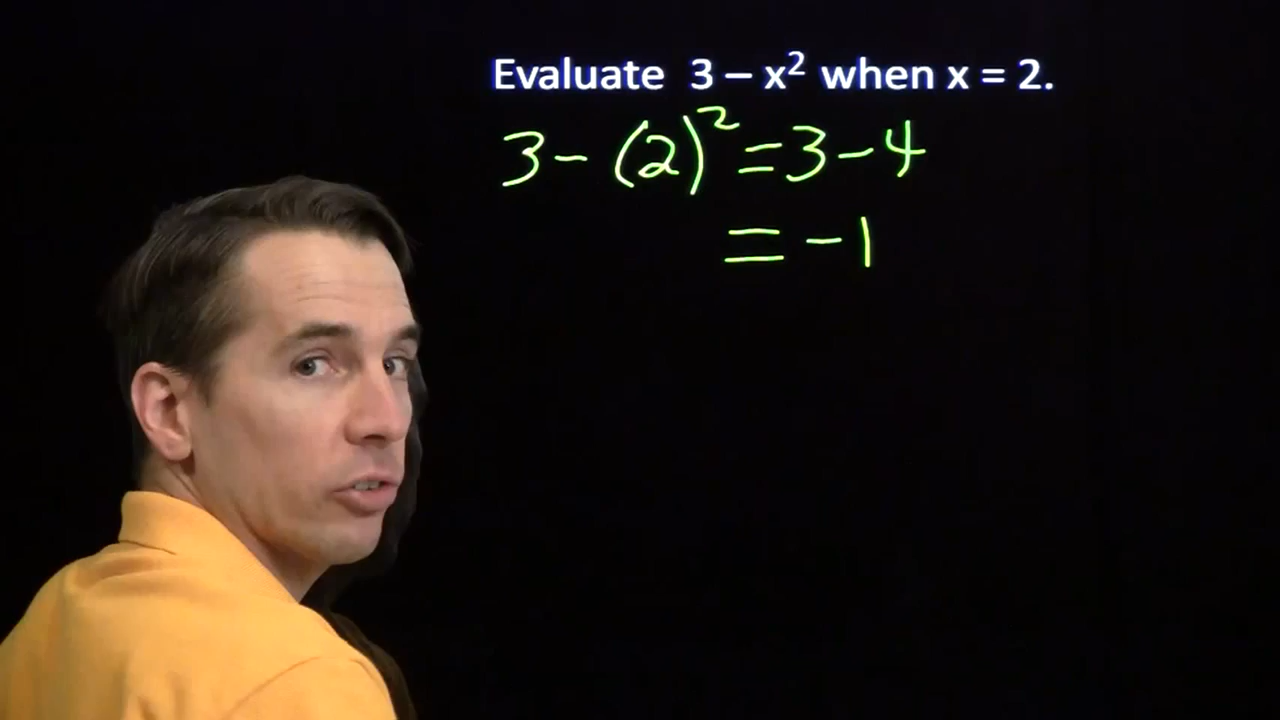 Evaluate 3 – x² when x = 2.
3 - (2)² = 3 - 4
= -1